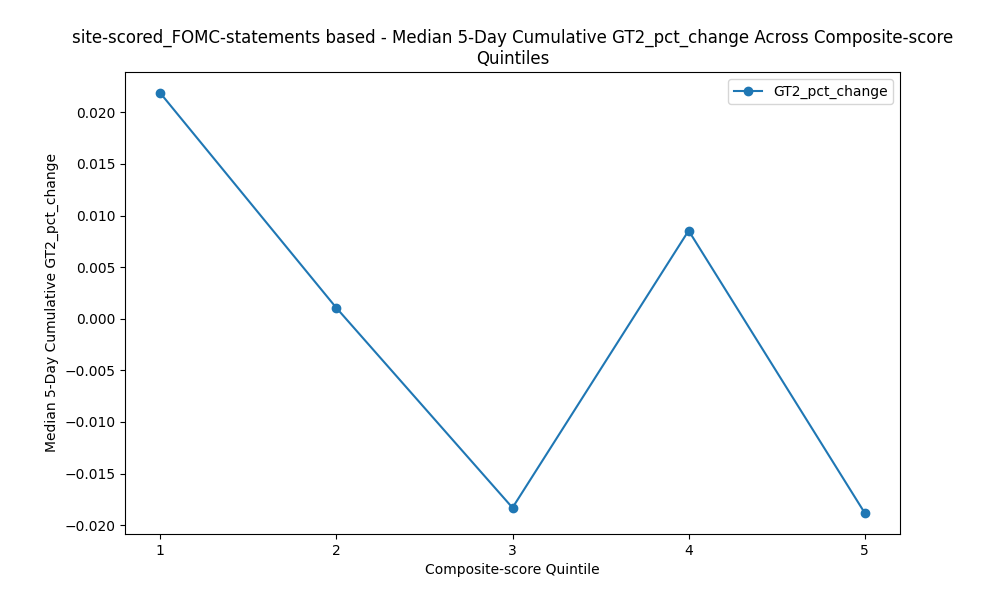 site-scored_FOMC-statements based - Median 5-Day Cumulative GT2_pct_change Across Composite-score
Quintiles
GT2_pct_change
Median 5-Day Cumulative GT2_pct_change
0.020
0.015
0.010
0.005
0.000
−0.005
−0.010
−0.015
−0.020
1 2 3 4 5
Composite-score Quintile